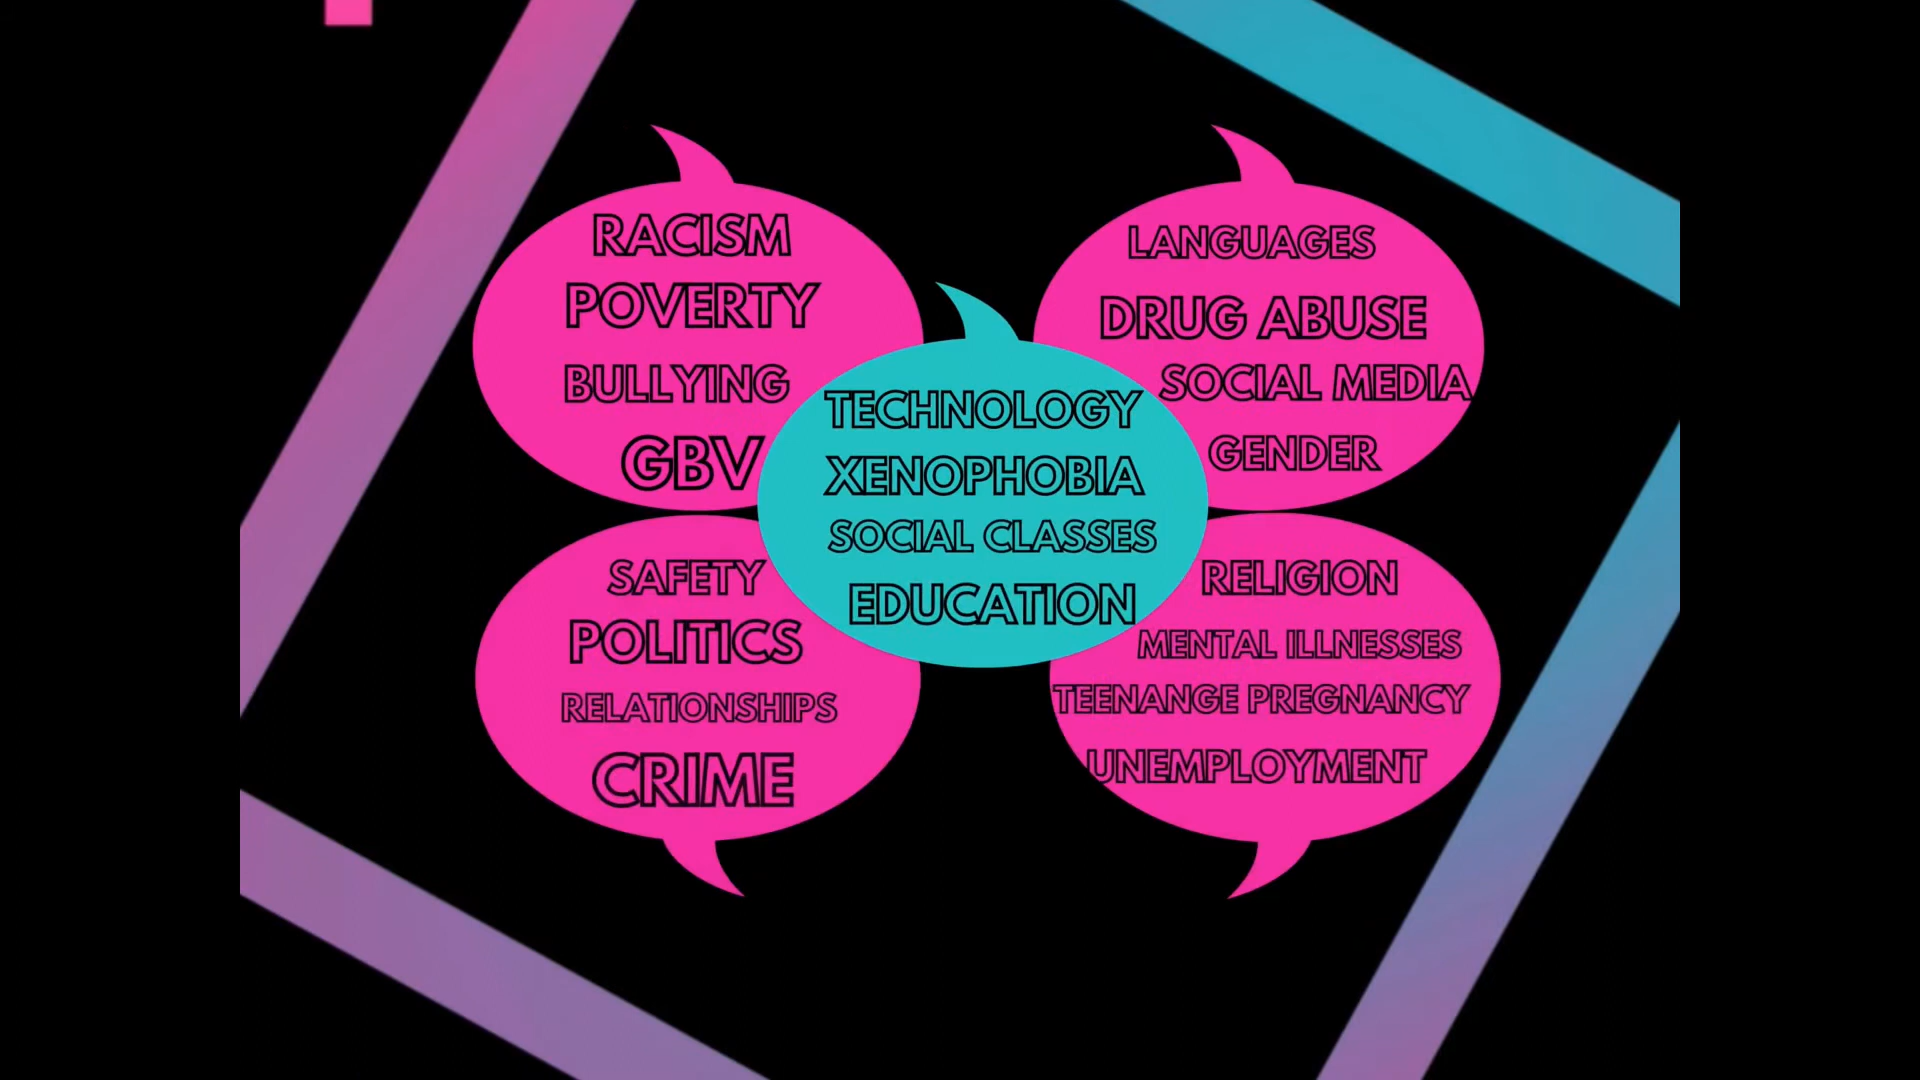 RACISM
POVERTY
BULLYING
GBV
LANGUAGES
DRUG ABUSE
SOCIAL MEDIA
GENDER
TECHNOLOGY
XENOPHOBIA
SOCIAL CLASSES
EDUCATION
SAFETY
POLITICS
RELATIONSHIPS
CRIME
RELIGION
MENTAL ILLNESSES
TEENANGE PREGNANCY
UNEMPLOYMENT